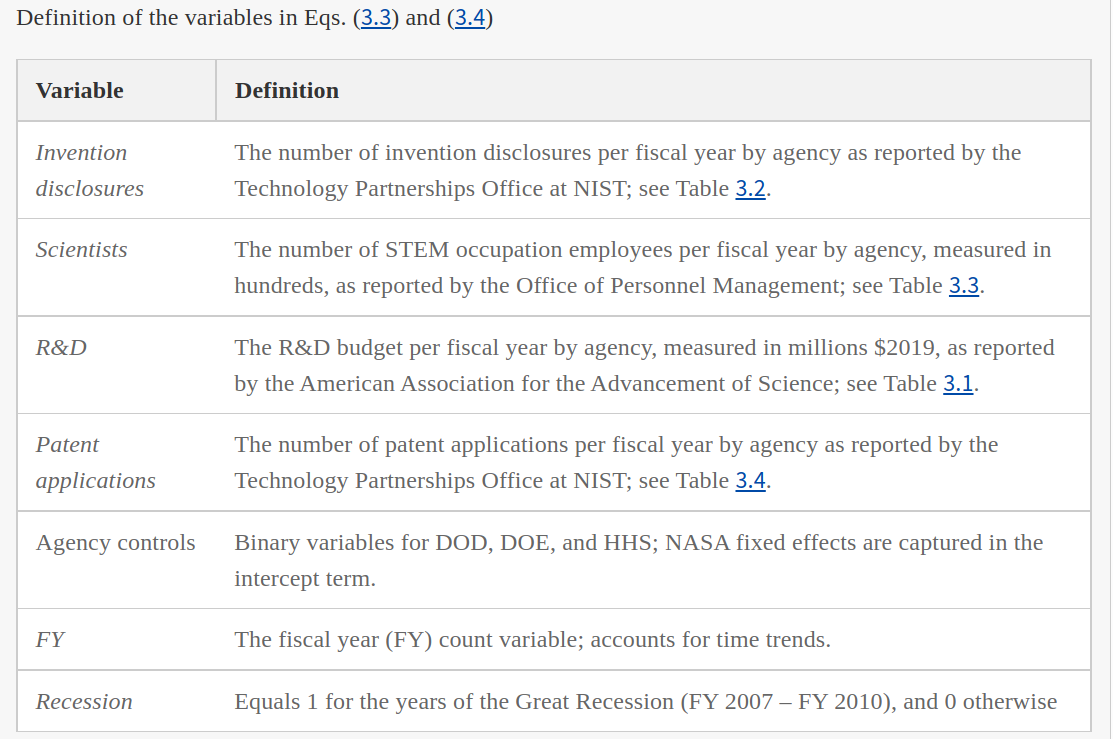 Definition of the variables in Eqs. (3.3) and (3.4)
Variable Definition
Invention The number of invention disclosures per fiscal year by agency as reported by the
disclosures Technology Partnerships Office at NIST; see Table 3.2.
Scientists The number of STEM occupation employees per fiscal year by agency, measured in
hundreds, as reported by the Office of Personnel Management; see Table 3.3.
R&D The R&D budget per fiscal year by agency, measured in millions $2019, as reported
by the American Association for the Advancement of Science; see Table 3.1.
Patent The number of patent applications per fiscal year by agency as reported by the
applications Technology Partnerships Office at NIST; see Table 3.4.
Agency controls Binary variables for DOD, DOE, and HHS; NASA fixed effects are captured in the
intercept term.
FY The fiscal year (FY) count variable; accounts for time trends.
Recession Equals 1 for the years of the Great Recession (FY 2007 – FY 2010), and 0 otherwise